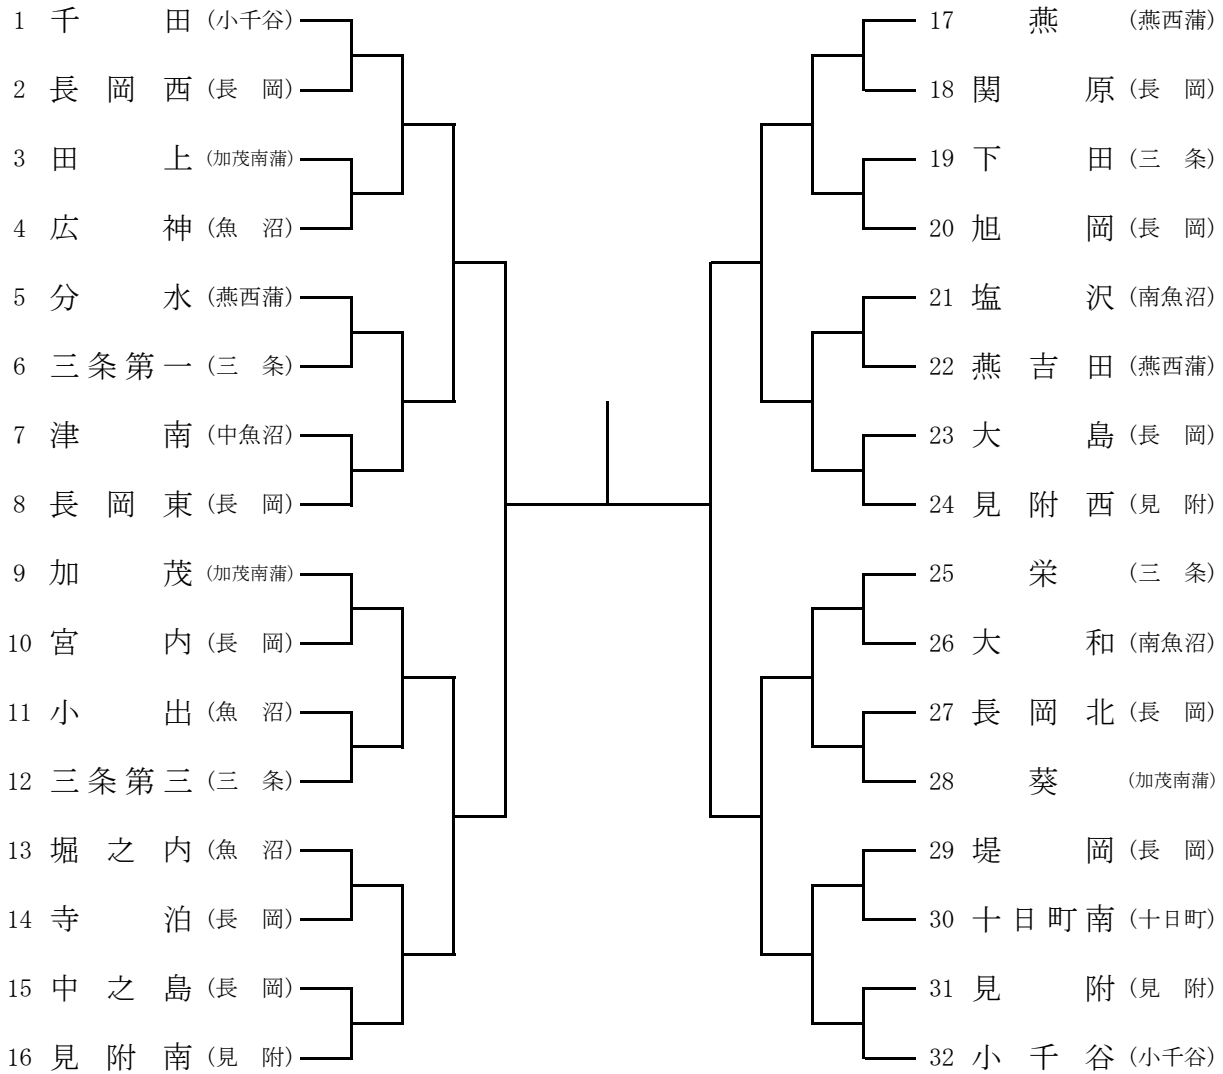 1 千田 (小千谷)
2 長岡西 (長岡)
3 田上 (加茂南蒲)
4 広神 (魚沼)
5 分水 (燕西蒲)
6 三条第一 (三条)
7 津南 (中魚沼)
8 長岡東 (長岡)
9 加茂 (加茂南蒲)
10 宮内 (長岡)
11 小出 (魚沼)
12 三条第三 (三条)
13 堀之内 (魚沼)
14 寺泊 (長岡)
15 中之島 (長岡)
16 見附南 (見附)
17 燕 (燕西蒲)
18 関原 (長岡)
19 下田 (三条)
20 旭岡 (長岡)
21 塩沢 (南魚沼)
22 燕吉田 (燕西蒲)
23 大島 (長岡)
24 見附西 (見附)
25 栄 (三条)
26 大和 (南魚沼)
27 長岡北 (長岡)
28 葵 (加茂南蒲)
29 堤岡 (長岡)
30 十日町南 (十日町)
31 見附 (見附)
32 小千谷 (小千谷)